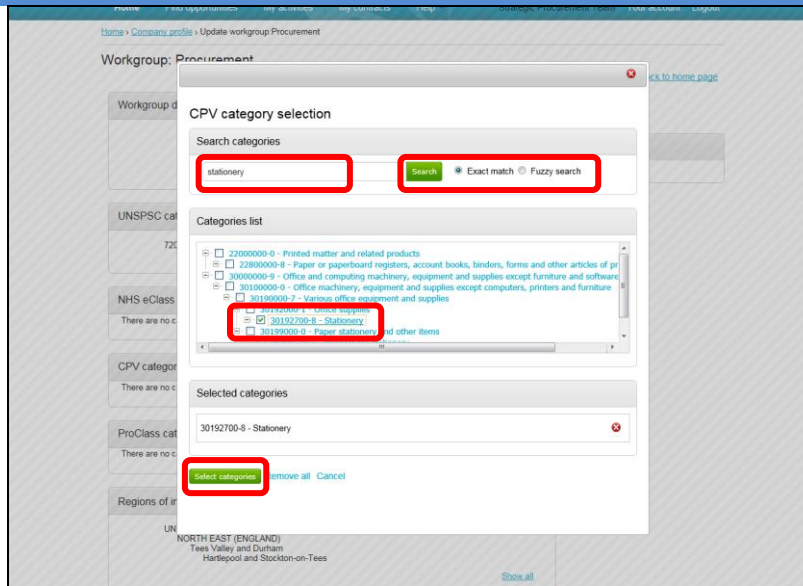 Home Find opportunities My activities My contracts Help Strategic Procurement Team Your account Logout
Home › Company profile › Update workgroup:Procurement
Workgroup: Procurement
ck to home page
Workgroup d
CPV category selection
Search categories
stationery Search Exact match Fuzzy search
UNSPSC cat
720
Categories list
22000000-0 - Printed matter and related products
22800000-8 - Paper or paperboard registers, account books, binders, forms and other articles of pr
30000000-9 - Office and computing machinery, equipment and supplies except furniture and software
30100000-0 - Office machinery, equipment and supplies except computers, printers and furniture
30190000-7 - Various office equipment and supplies
30192000-1 - Office supplies
30192700-8 - Stationery
30199000-0 - Paper stationery and other items
NHS eClass
There are no c
CPV categor
There are no c
Selected categories
30192700-8 - Stationery
ProClass cat
There are no c
Select categories Remove all Cancel
Regions of in
UN
NORTH EAST (ENGLAND)
Tees Valley and Durham
Hartlepool and Stockton-on-Tees
Show all